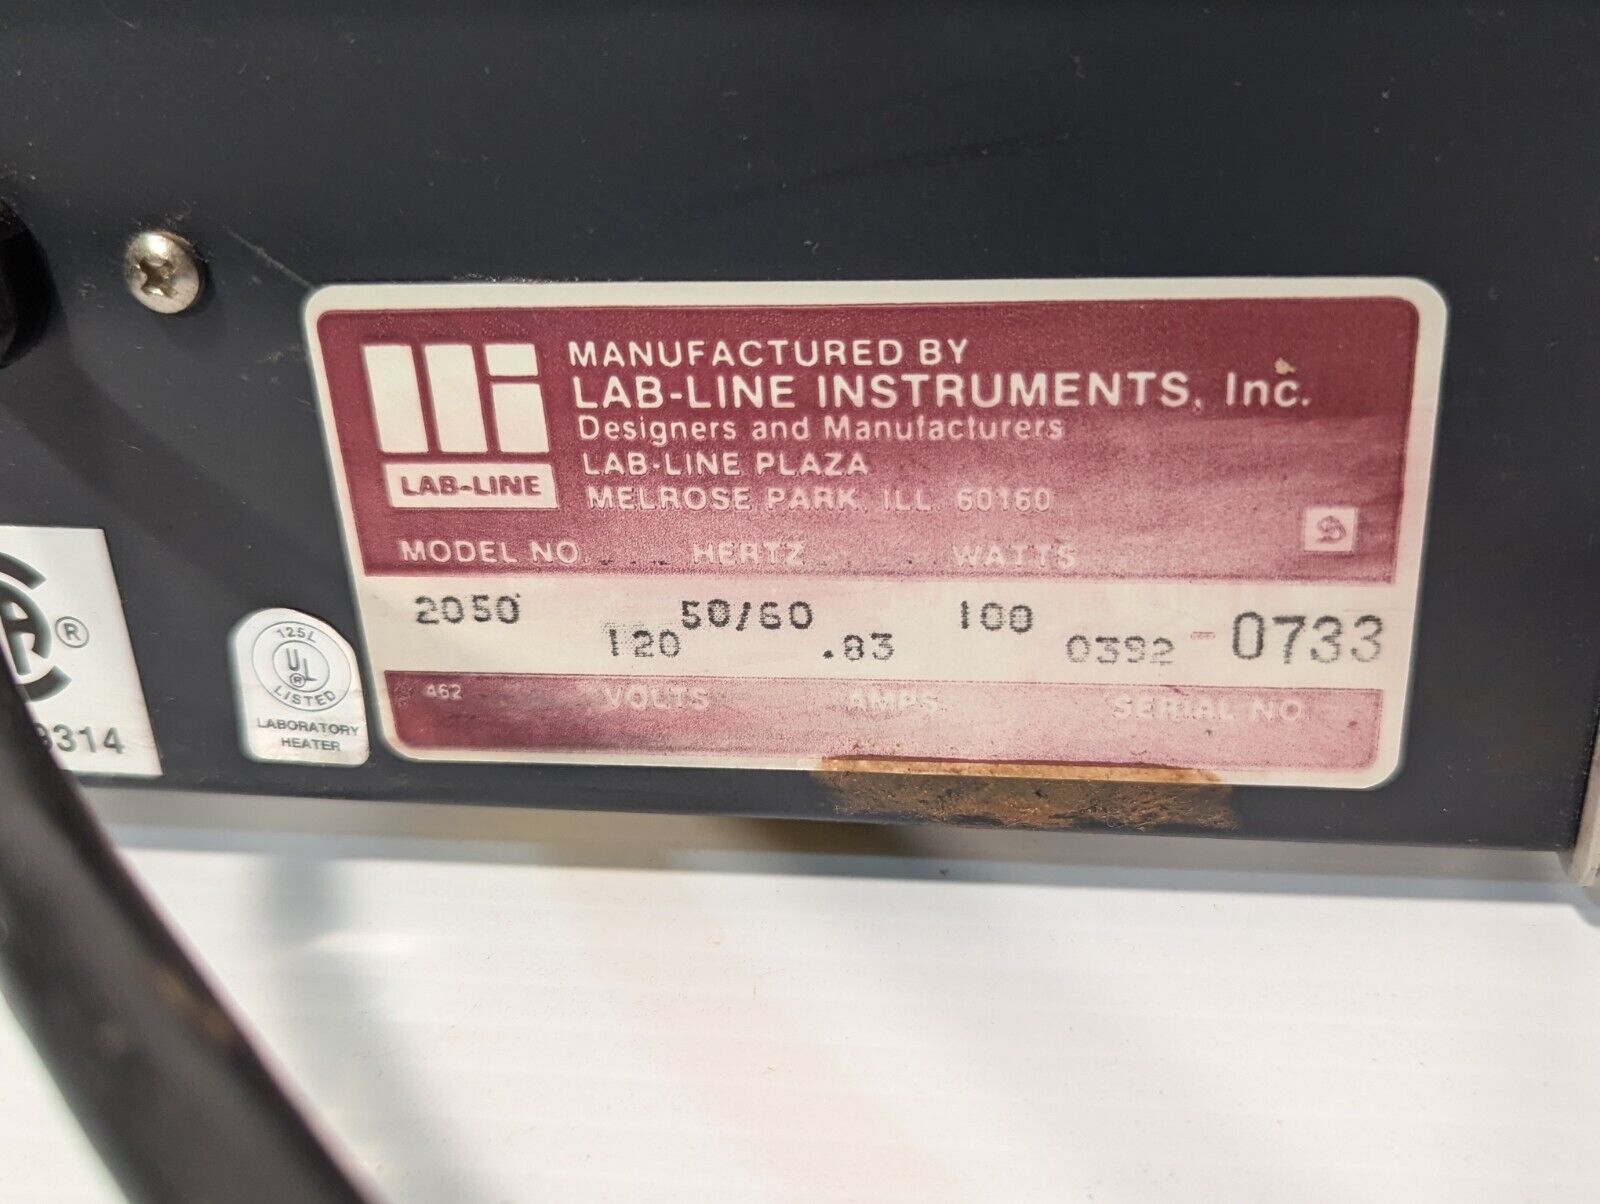 MANUFACTURED BY
LAB-LINE INSTRUMENTS, Inc.
Designers and Manufacturers
LAB-LINE PLAZA
MELROSE PARK, ILL. 60160
LAB-LINE
MODEL NO. HERTZ WATTS
2050 50/60 100
120 .83 0392-0733
462 VOLTS AMPS SERIAL NO
®
9314
125L
UL
®
LISTED
LABORATORY
HEATER